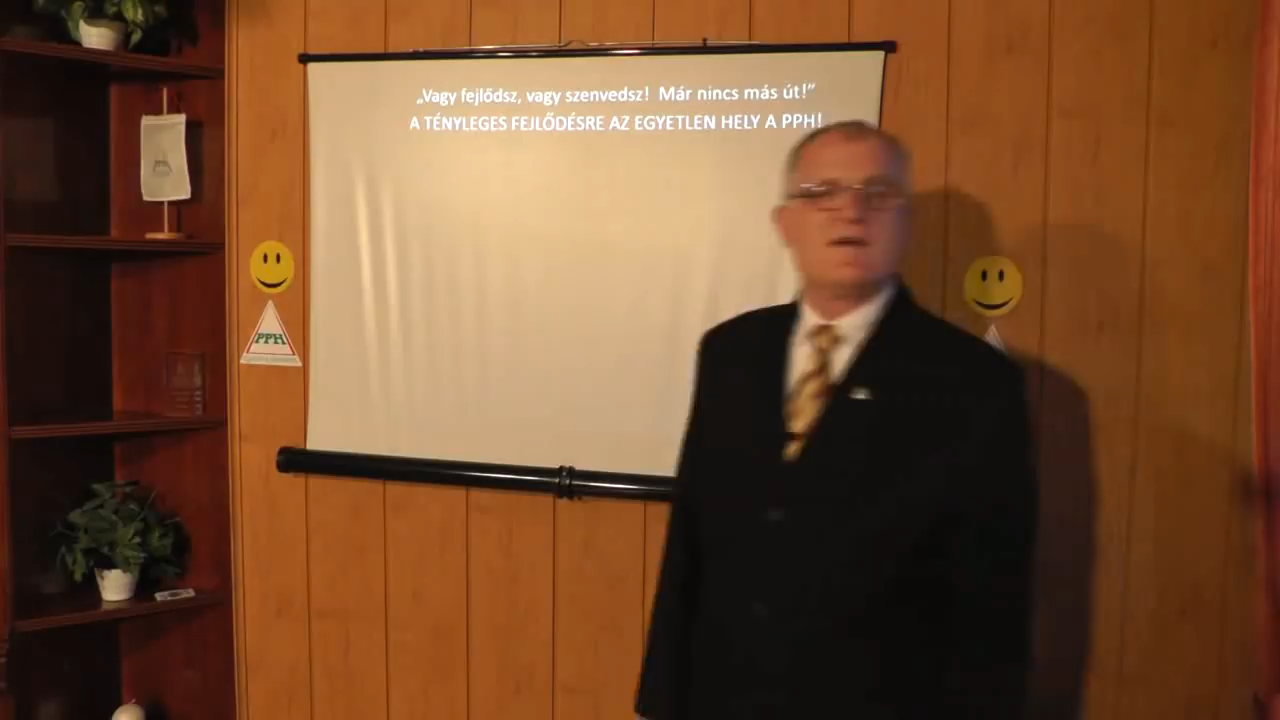 „Vagy fejlődsz, vagy szenvedsz! Már nincs más út!”
A TÉNYLEGES FEJLŐDÉSRE AZ EGYETLEN HELY A PPH!
PPH